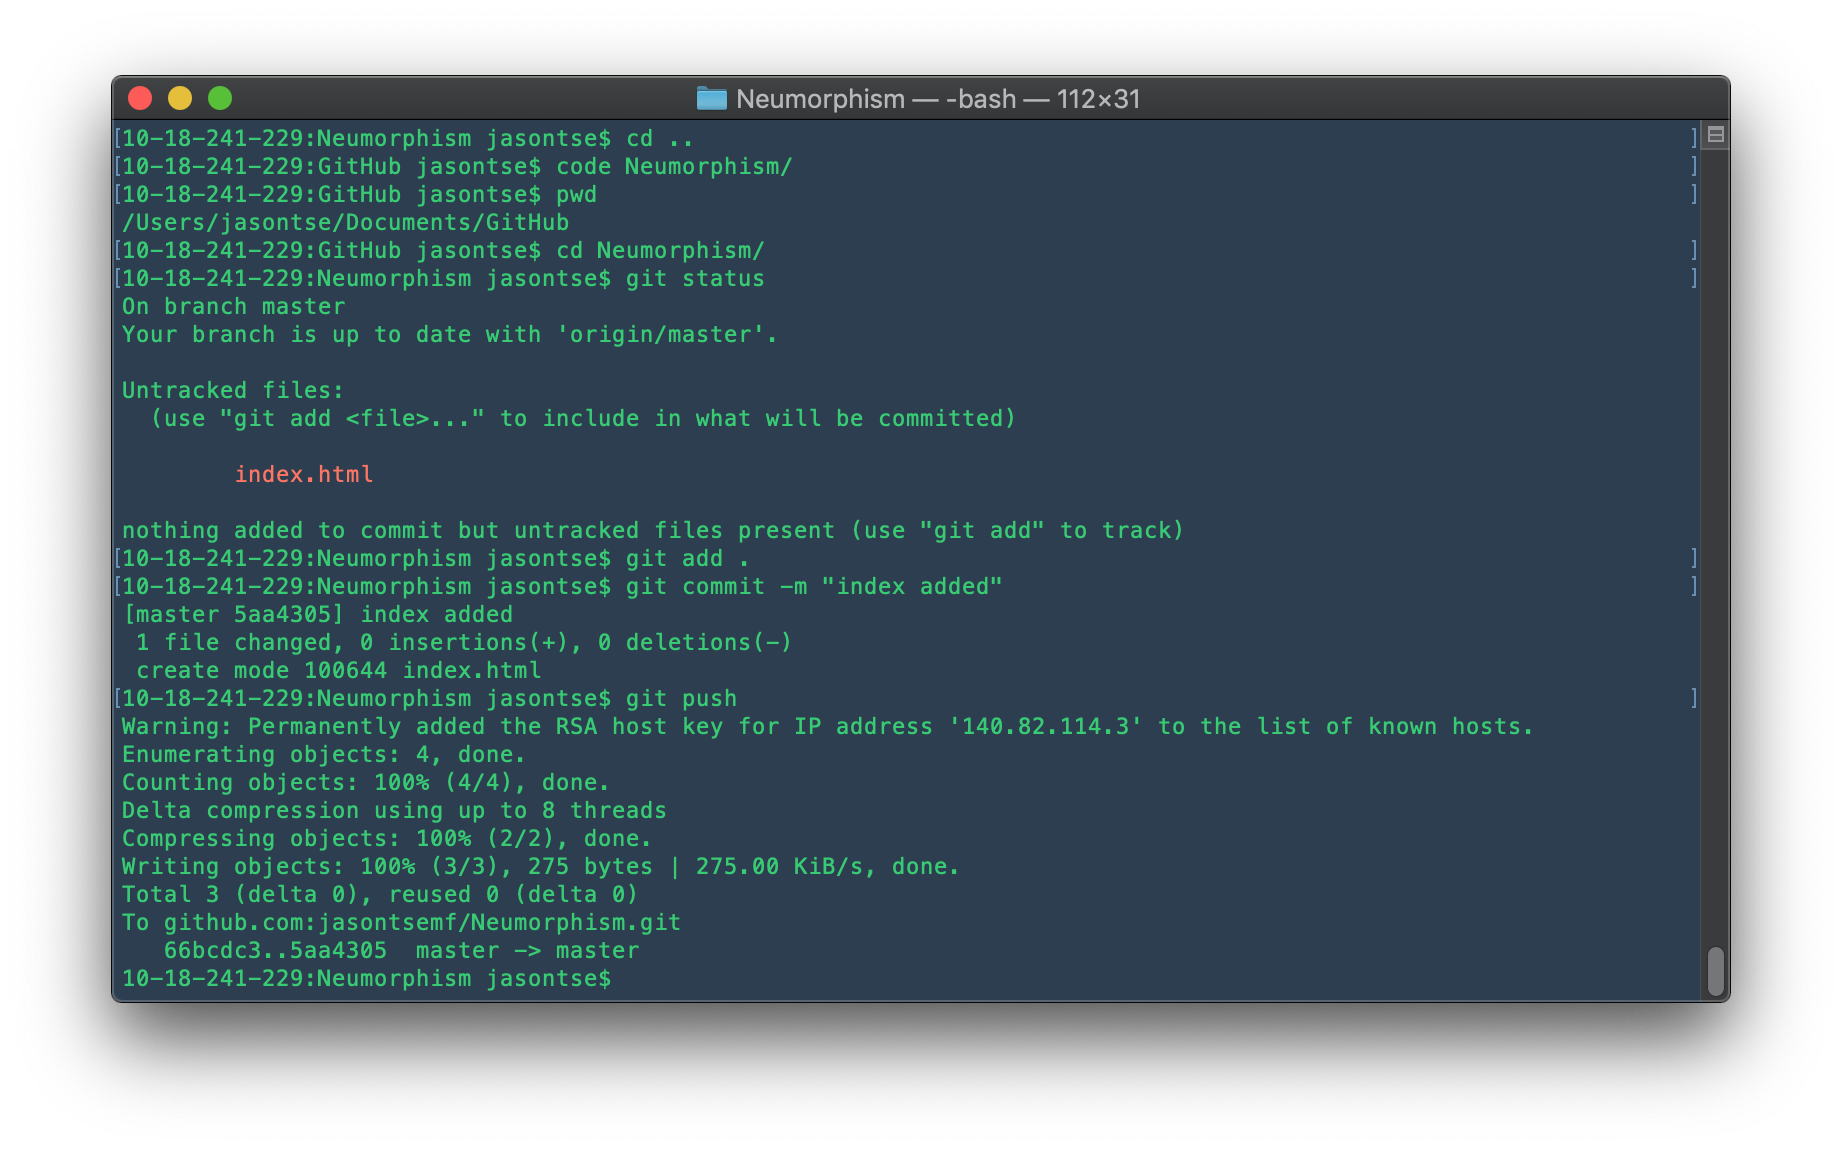 Neumorphism — -bash — 112×31
[10-18-241-229:Neumorphism jasontse$ cd .. ]
[10-18-241-229:GitHub jasontse$ code Neumorphism/ ]
[10-18-241-229:GitHub jasontse$ pwd ]
/Users/jasontse/Documents/GitHub
[10-18-241-229:GitHub jasontse$ cd Neumorphism/ ]
[10-18-241-229:Neumorphism jasontse$ git status ]
On branch master
Your branch is up to date with 'origin/master'.
Untracked files:
  (use "git add <file>..." to include in what will be committed)
        index.html
nothing added to commit but untracked files present (use "git add" to track)
[10-18-241-229:Neumorphism jasontse$ git add . ]
[10-18-241-229:Neumorphism jasontse$ git commit -m "index added" ]
[master 5aa4305] index added
 1 file changed, 0 insertions(+), 0 deletions(-)
 create mode 100644 index.html
[10-18-241-229:Neumorphism jasontse$ git push ]
Warning: Permanently added the RSA host key for IP address '140.82.114.3' to the list of known hosts.
Enumerating objects: 4, done.
Counting objects: 100% (4/4), done.
Delta compression using up to 8 threads
Compressing objects: 100% (2/2), done.
Writing objects: 100% (3/3), 275 bytes | 275.00 KiB/s, done.
Total 3 (delta 0), reused 0 (delta 0)
To github.com:jasontsemf/Neumorphism.git
   66bcdc3..5aa4305  master -> master
10-18-241-229:Neumorphism jasontse$